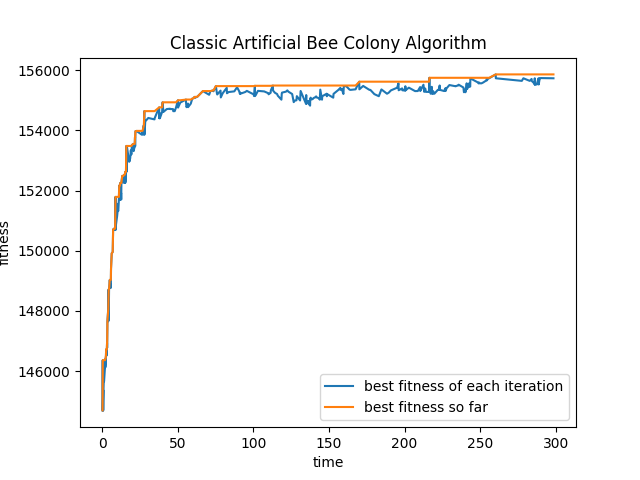 Classic Artificial Bee Colony Algorithm
156000
154000
152000
150000
148000
146000
fitness
best fitness of each iteration
best fitness so far
0
50
100
150
200
250
300
time